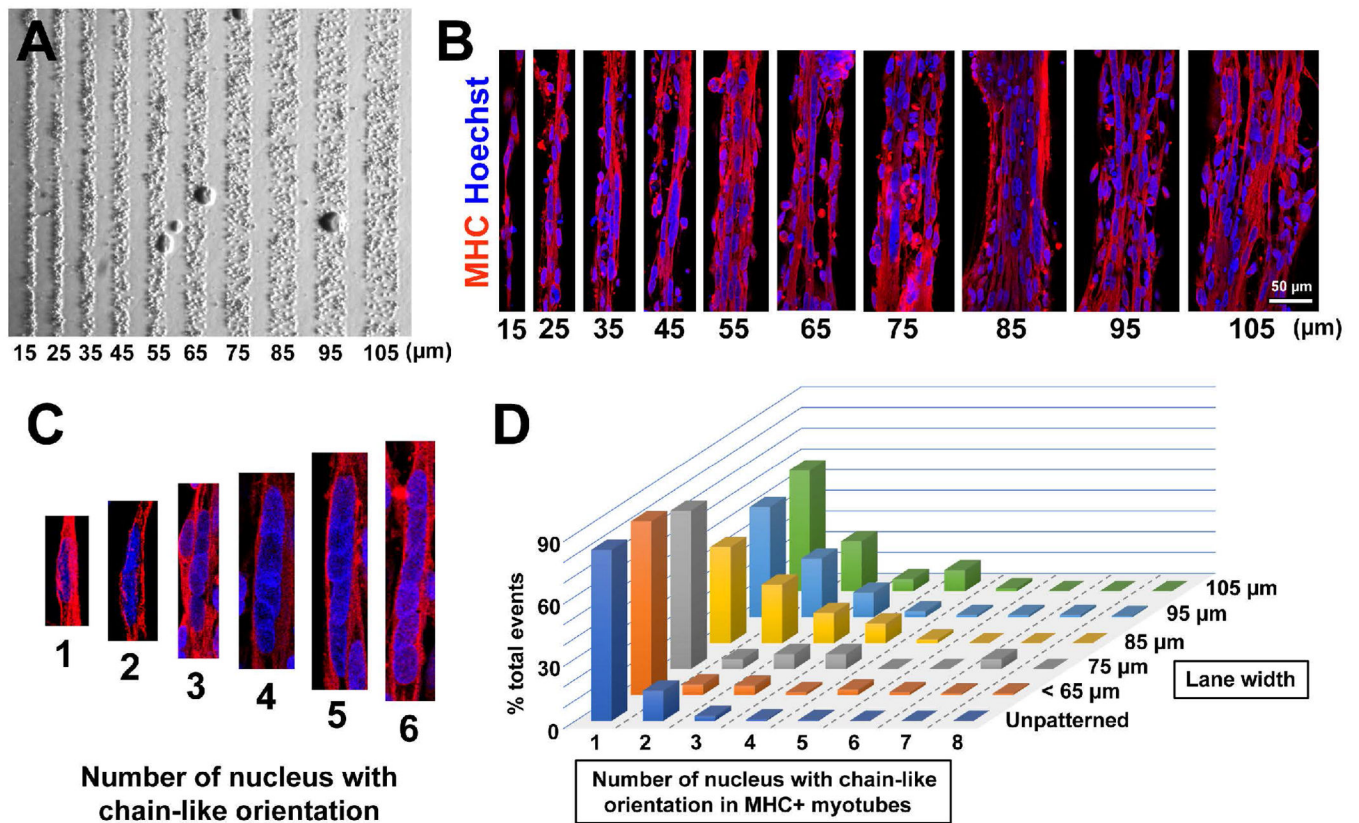 A
15 25 35 45 55 65 75 85 95 105 (μm)
B
MHC Hoechst
50 μm
15 25 35 45 55 65 75 85 95 105 (μm)
C
1 2 3 4 5 6
Number of nucleus with
chain-like orientation
D
% total events
90
60
30
0
1 2 3 4 5 6 7 8
Number of nucleus with chain-like
orientation in MHC+ myotubes
105 μm
95 μm
85 μm
75 μm
< 65 μm
Unpatterned
Lane width